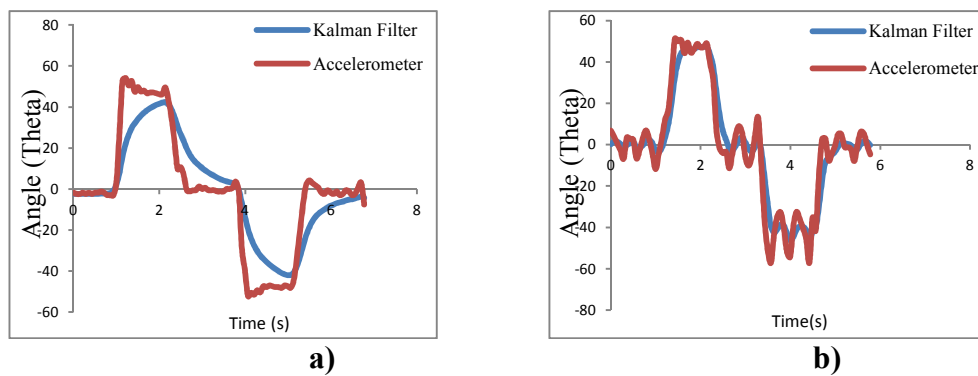 80
60
40
20
0
-20
-40
-60
0
2
4
6
8
Angle (Theta)
Time (s)
Kalman Filter
Accelerometer
a)
60
40
20
0
-20
-40
-60
-80
0
2
4
6
8
Angle (Theta)
Time(s)
Kalman Filter
Accelerometer
b)